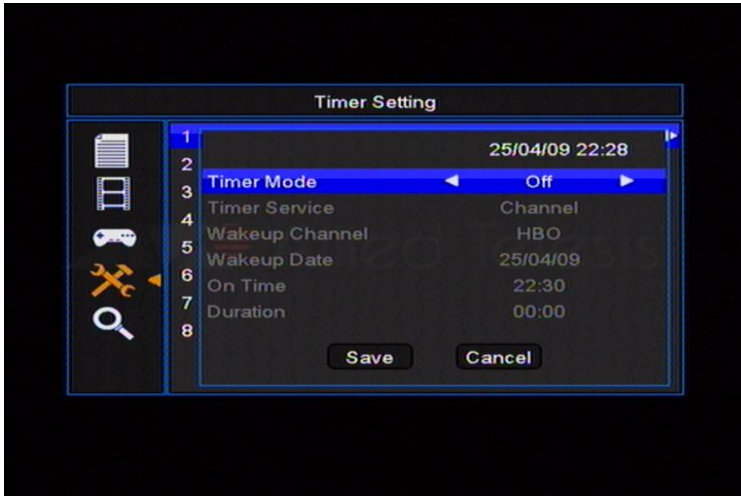 Timer Setting
1
25/04/09 22:28
2
Timer Mode Off
3
Timer Service Channel
4
Wakeup Channel HBO
5
Wakeup Date 25/04/09
6
On Time 22:30
7
Duration 00:00
8
Save Cancel